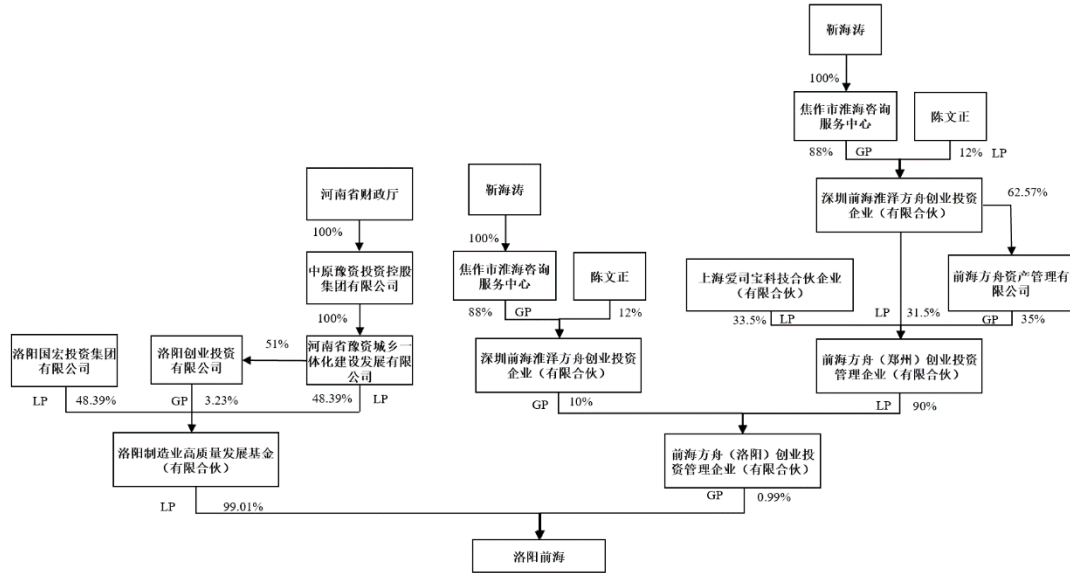 靳海涛
100%
焦作市淮海咨询
服务中心
陈文正
88%
GP
12%
LP
河南省财政厅
靳海涛
深圳前海淮洋方舟创业投资
企业（有限合伙）
62.57%
100%
100%
中原豫资投资控股
集团有限公司
焦作市淮海咨询
服务中心
陈文正
上海爱司宝科技合伙企业
（有限合伙）
前海方舟资产管理有
限公司
100%
88%
GP
12%
33.5%
LP
LP
31.5%
GP
35%
洛阳国宏投资集团
有限公司
洛阳创业投资
有限公司
51%
河南省豫资城乡一
体化建设发展有限
公司
深圳前海淮洋方舟创业投资
企业（有限合伙）
前海方舟（郑州）创业投资
管理企业（有限合伙）
LP
48.39%
GP
3.23%
48.39%
LP
GP
10%
LP
90%
洛阳制造业高质量发展基金
（有限合伙）
前海方舟（洛阳）创业投
资管理企业（有限合伙）
LP
99.01%
GP
0.99%
洛阳前海